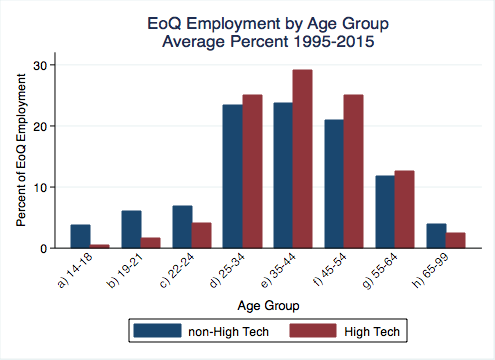 EoQ Employment by Age Group
Average Percent 1995-2015
Percent of EoQ Employment
30
20
10
0
a) 14-18
b) 19-21
c) 22-24
d) 25-34
e) 35-44
f) 45-54
g) 55-64
h) 65-99
Age Group
non-High Tech
High Tech